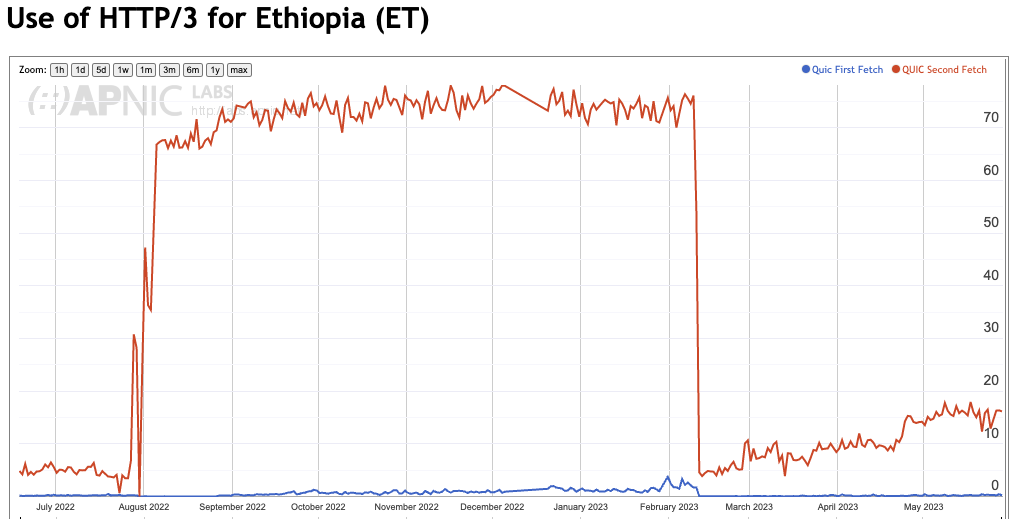 Use of HTTP/3 for Ethiopia (ET)
Zoom: 1h 1d 5d 1w 1m 3m 6m 1y max
Quic First Fetch QUIC Second Fetch
(::)APNIC LABS
70
60
50
40
30
20
10
0
July 2022 August 2022 September 2022 October 2022 November 2022 December 2022 January 2023 February 2023 March 2023 April 2023 May 2023